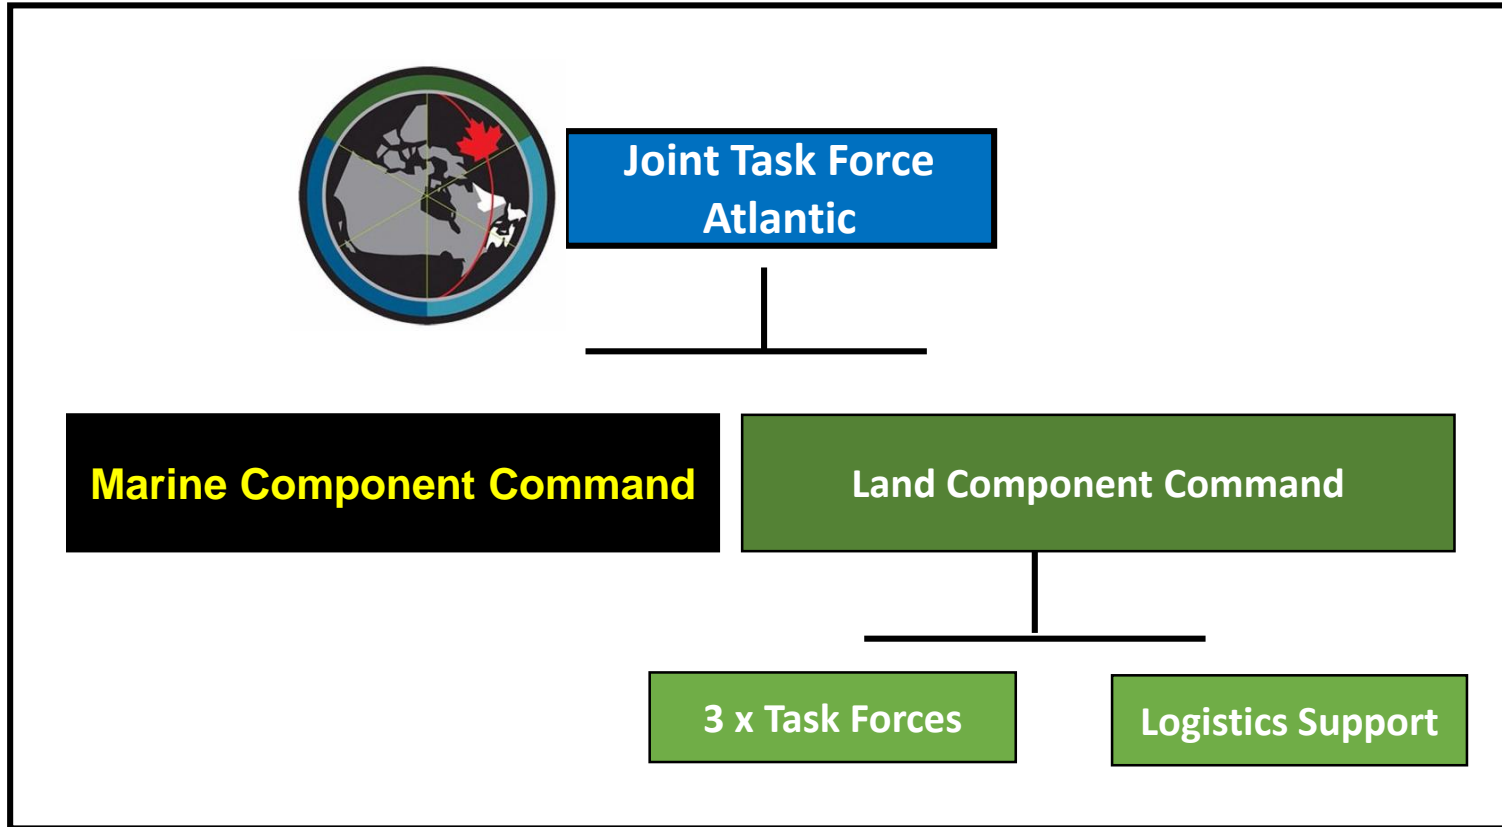 Joint Task Force
Atlantic
Marine Component Command
Land Component Command
3 x Task Forces
Logistics Support